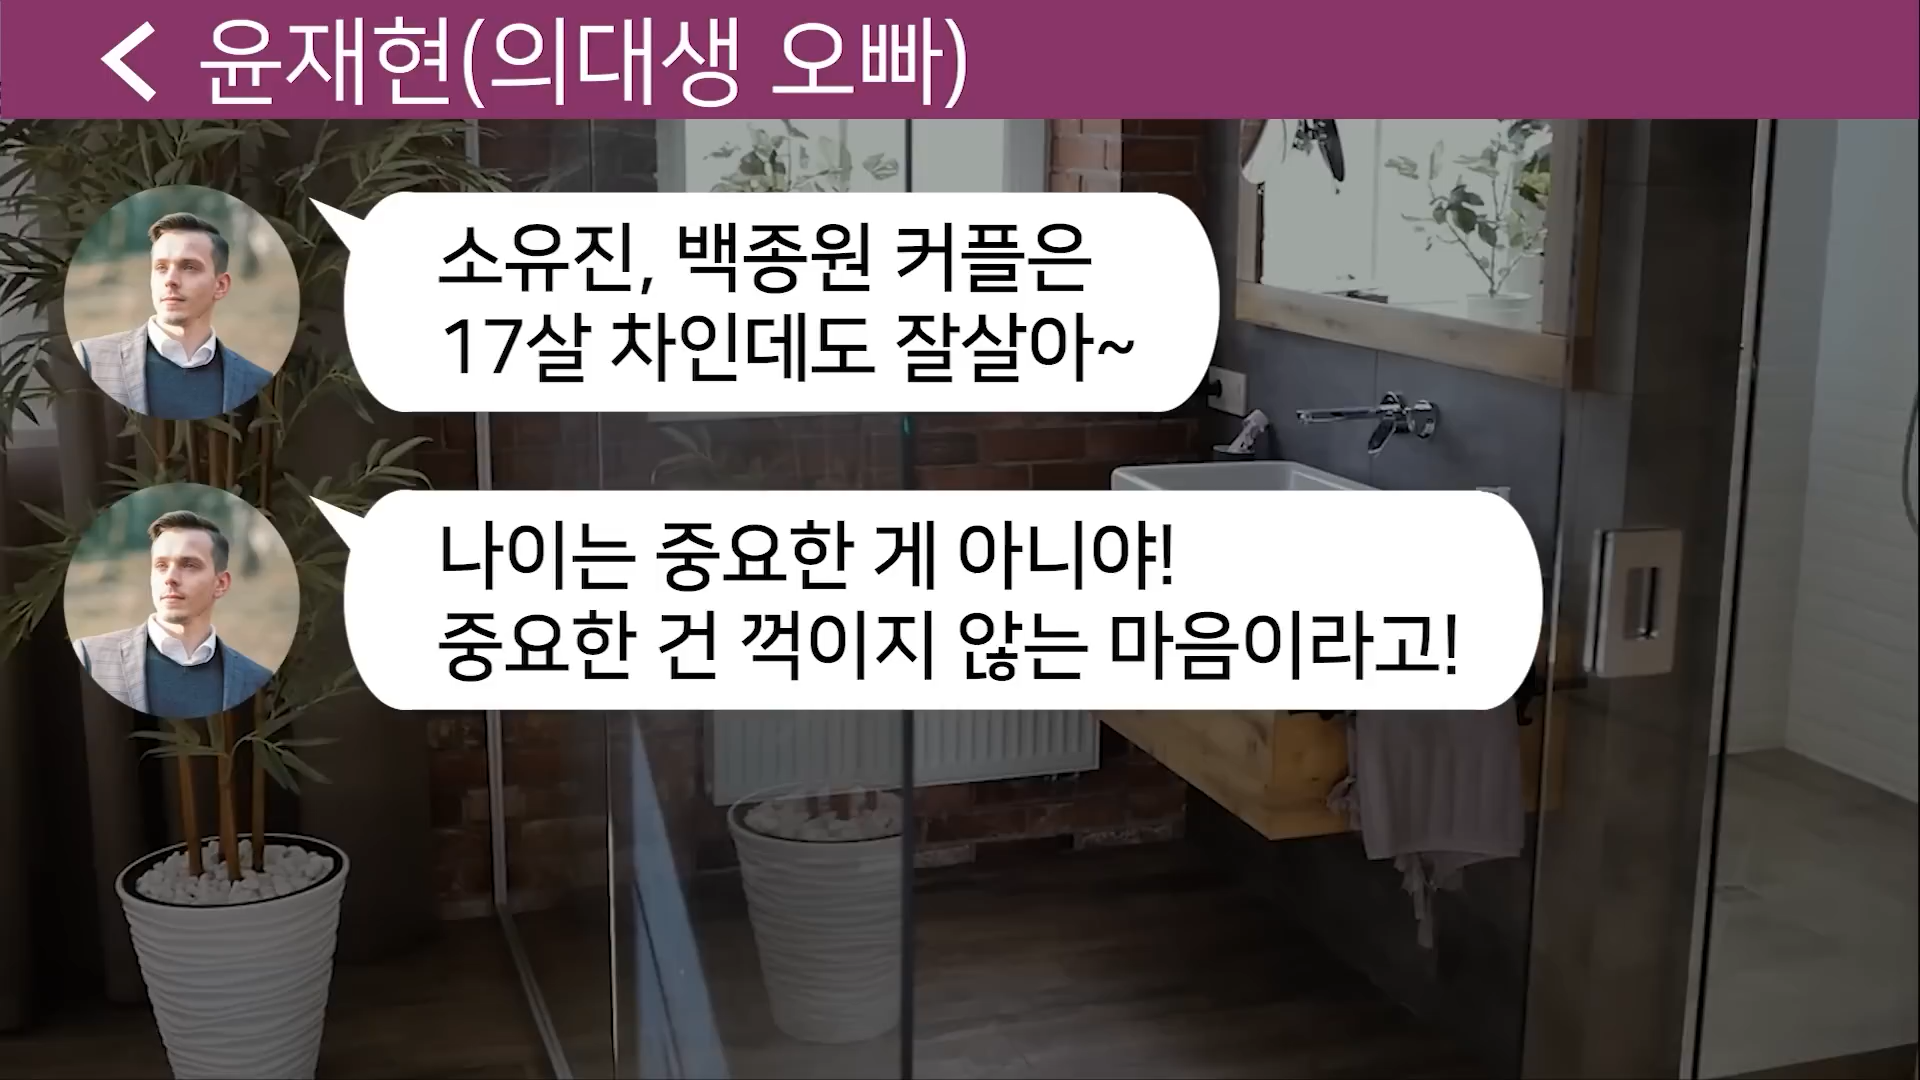 윤재현(의대생 오빠)
소유진, 백종원 커플은
17살 차인데도 잘살아~
나이는 중요한 게 아니야!
중요한 건 꺽이지 않는 마음이라고!